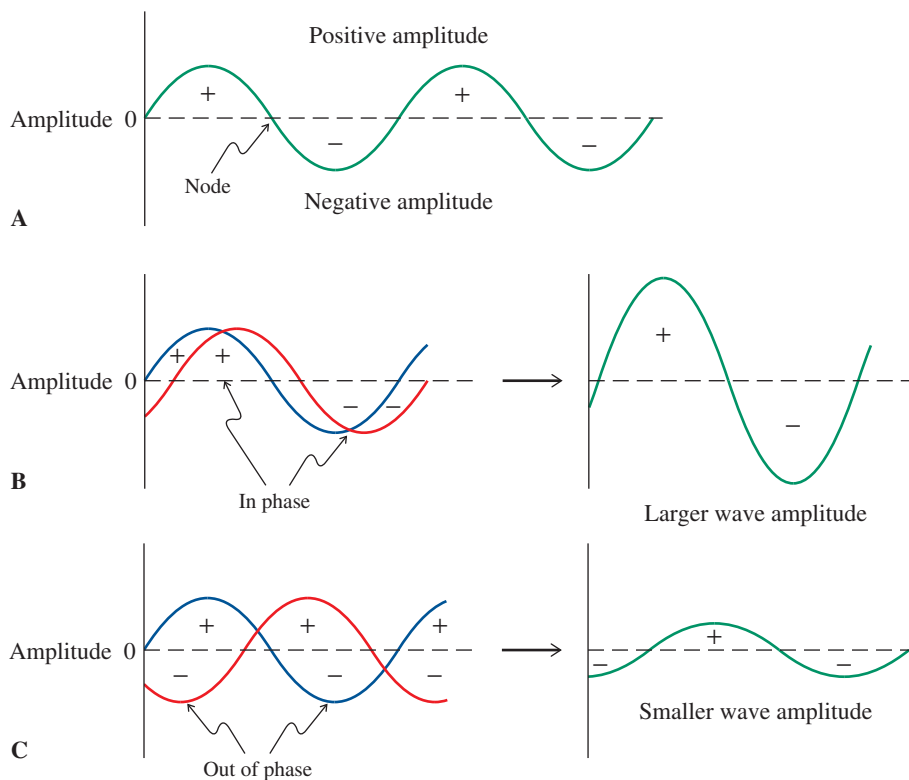 Positive amplitude
+ +
Amplitude 0
− −
Node
Negative amplitude
A
+ + +
Amplitude 0
− − −
In phase
B
Larger wave amplitude
+ + + +
Amplitude 0
− − − − −
Smaller wave amplitude
C
Out of phase